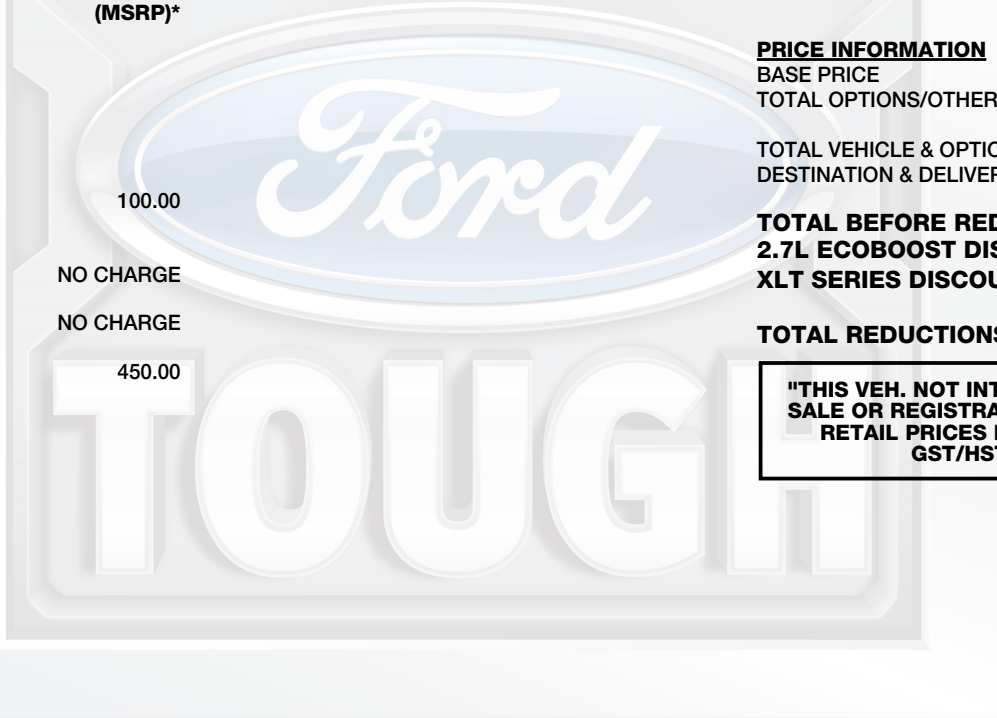 (MSRP)*
100.00
NO CHARGE
NO CHARGE
450.00
Ford
TOUGH
PRICE INFORMATION
BASE PRICE
TOTAL OPTIONS/OTHER
TOTAL VEHICLE & OPTIO
DESTINATION & DELIVER
TOTAL BEFORE RED
2.7L ECOBOOST DIS
XLT SERIES DISCOU
TOTAL REDUCTIONS
"THIS VEH. NOT INT
SALE OR REGISTRA
RETAIL PRICES
GST/HST